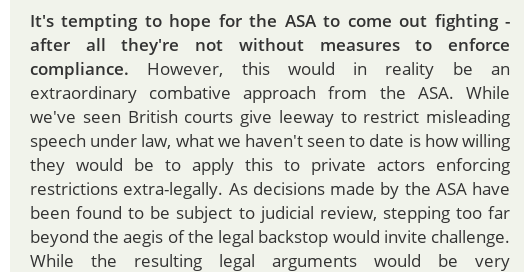 It's tempting to hope for the ASA to come out fighting -
after all they're not without measures to enforce
compliance. However, this would in reality be an
extraordinary combative approach from the ASA. While
we've seen British courts give leeway to restrict misleading
speech under law, what we haven't seen to date is how willing
they would be to apply this to private actors enforcing
restrictions extra-legally. As decisions made by the ASA have
been found to be subject to judicial review, stepping too far
beyond the aegis of the legal backstop would invite challenge.
While the resulting legal arguments would be very